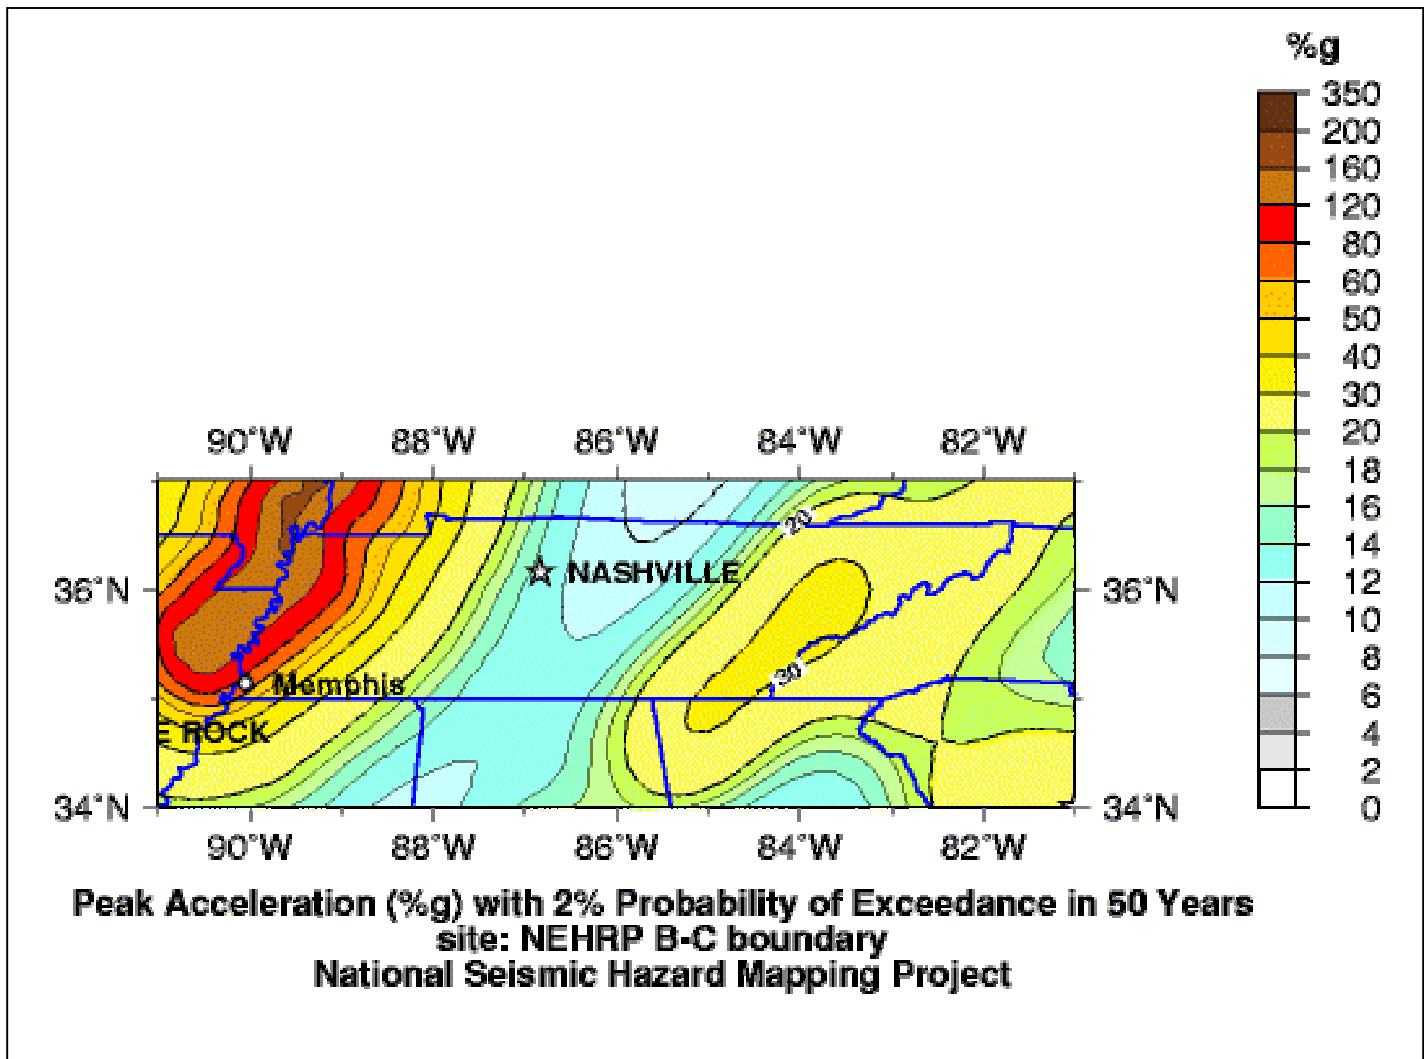 %g
350
200
160
120
80
60
50
40
30
20
18
16
14
12
10
8
6
4
2
0
90°W 88°W 86°W 84°W 82°W
20
36°N NASHVILLE 36°N
30
Memphis
E ROCK
34°N 34°N
90°W 88°W 86°W 84°W 82°W
Peak Acceleration (%g) with 2% Probability of Exceedance in 50 Years
site: NEHRP B-C boundary
National Seismic Hazard Mapping Project